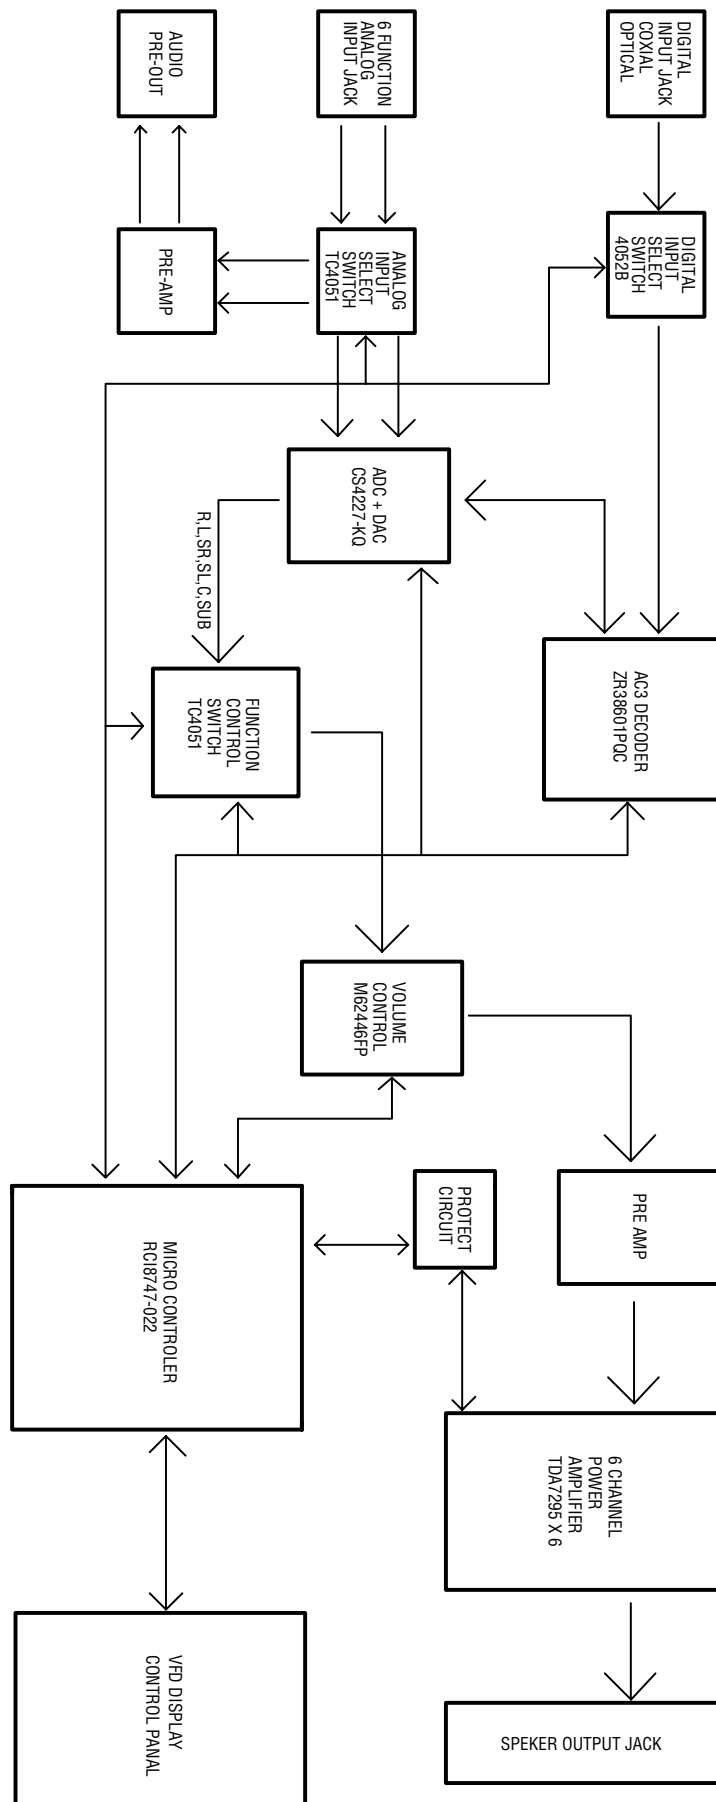 DIGITAL
INPUT JACK
COXIAL
OPTICAL
6 FUNCTION
ANALOG
INPUT JACK
AUDIO
PRE-OUT
DIGITAL
INPUT
SELECT
SWITCH
4052B
ANALOG
INPUT
SELECT
SWITCH
TC4051
PRE-AMP
ADC + DAC
CS4227-KQ
R,L,SR,SL,C,SUB
AC3 DECODER
ZR38601PQC
FUNCTION
CONTROL
SWITCH
TC4051
VOLUME
CONTROL
M62446FP
PRE AMP
PROTECT
CIRCUIT
MICRO CONTROLER
RCI8747-022
6 CHANNEL
POWER
AMPLIFIER
TDA7295 X 6
VFD DISPLAY
CONTROL PANAL
SPEKER OUTPUT JACK